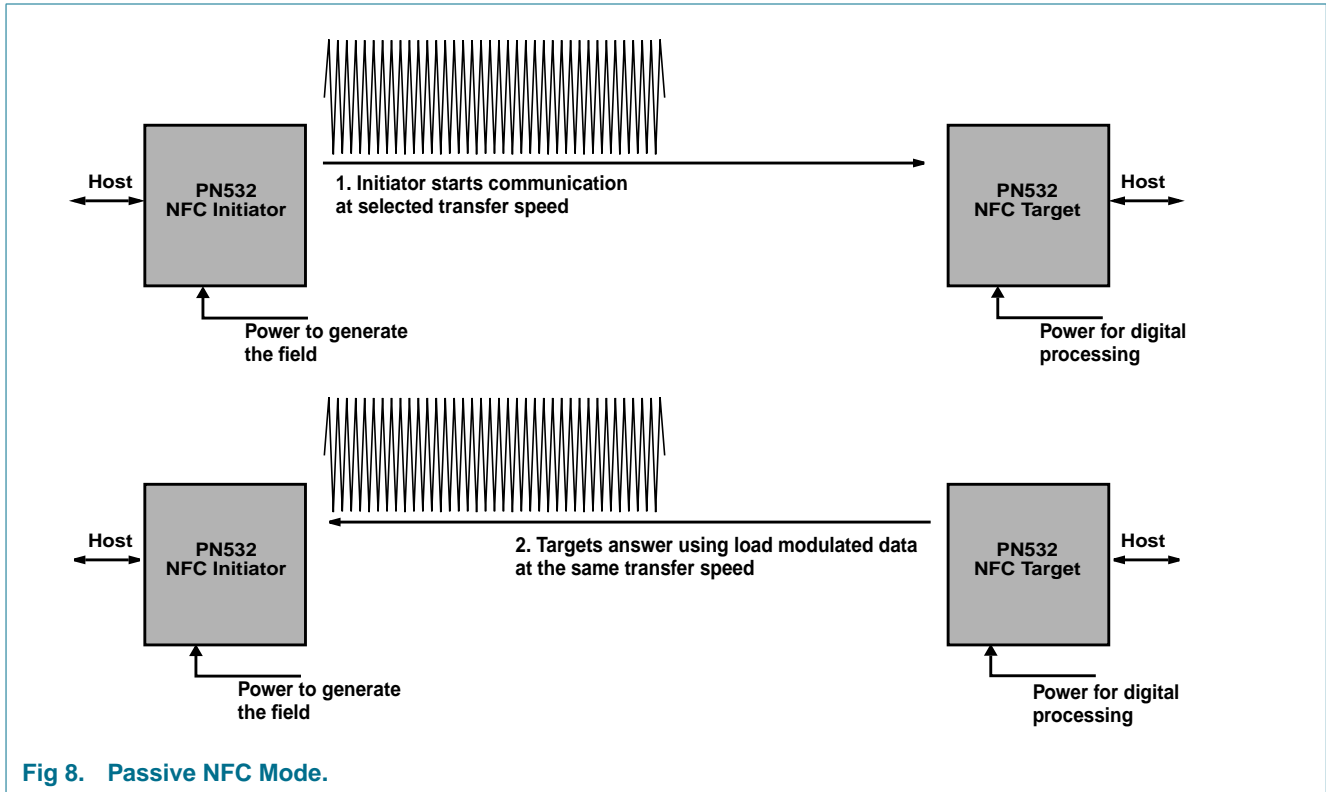 Host
PN532
NFC Initiator
1. Initiator starts communication
at selected transfer speed
PN532
NFC Target
Host
Power to generate
the field
Power for digital
processing
Host
PN532
NFC Initiator
2. Targets answer using load modulated data
at the same transfer speed
PN532
NFC Target
Host
Power to generate
the field
Power for digital
processing
Fig 8. Passive NFC Mode.